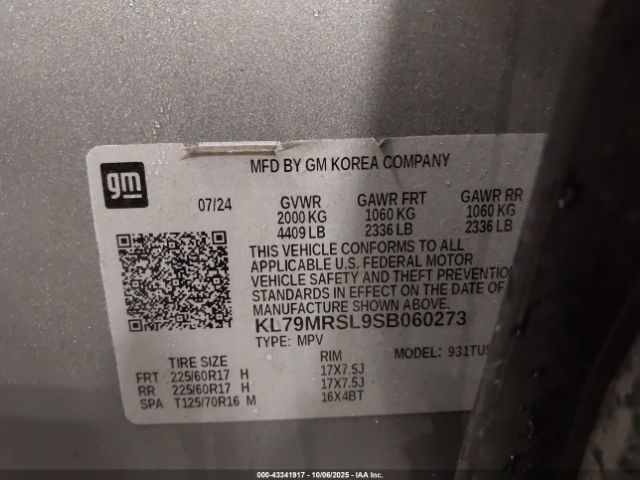 MFD BY GM KOREA COMPANY
gm
07/24 GVWR GAWR FRT GAWR RR
2000 KG 1060 KG 1060 KG
4409 LB 2336 LB 2336 LB
THIS VEHICLE CONFORMS TO ALL
APPLICABLE U.S. FEDERAL MOTOR
VEHICLE SAFETY AND THEFT PREVENTION
STANDARDS IN EFFECT ON THE DATE OF
MANUFACTURE SHOWN ABOVE.
KL79MRSL9SB060273
TYPE: MPV MODEL: 931TU5
TIRE SIZE RIM
FRT 225/60R17 H 17X7.5J
RR 225/60R17 H 17X7.5J
SPA T125/70R16 M 16X4BT
000-43341917 - 10/06/2025 - IAA Inc.